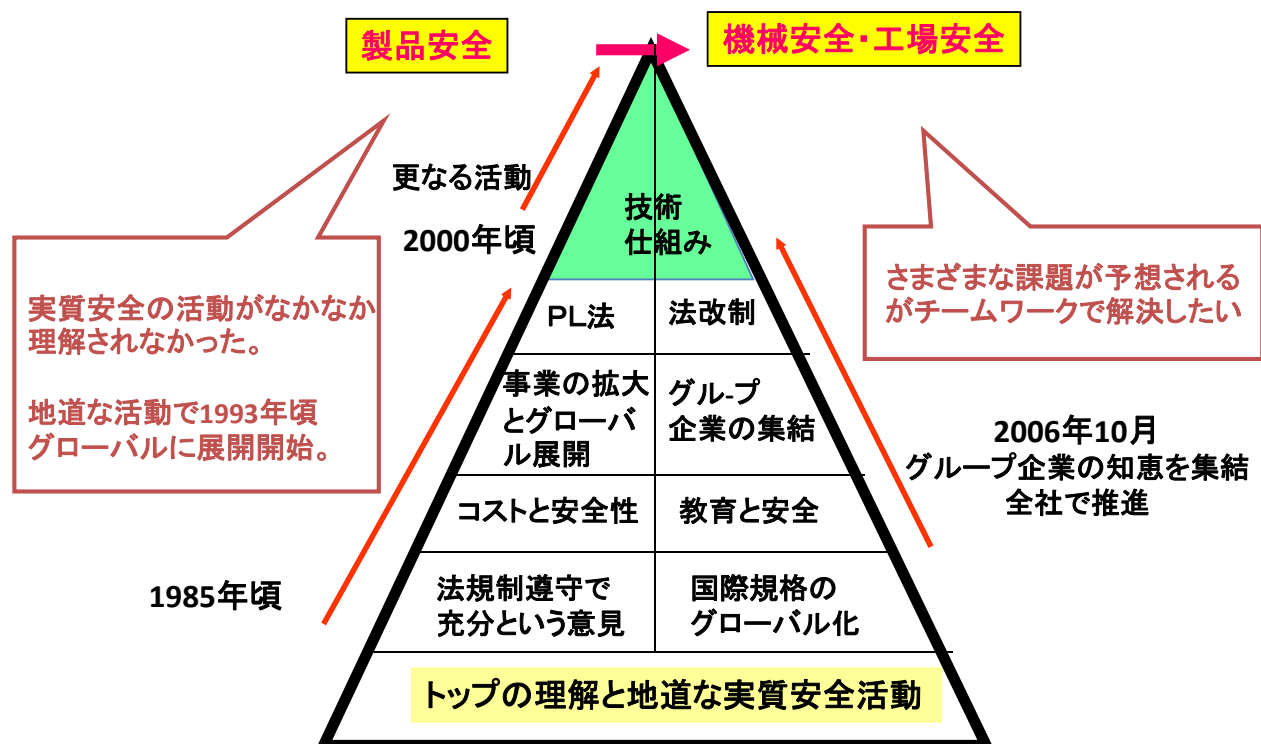 製品安全
機械安全・工場安全
更なる活動
2000年頃
技術
仕組み
実質安全の活動がなかなか
理解されなかった。
地道な活動で1993年頃
グローバルに展開開始。
さまざまな課題が予想される
がチームワークで解決したい
PL法
法改制
事業の拡大
とグローバ
ル展開
グル-プ
企業の集結
2006年10月
グループ企業の知恵を集結
全社で推進
コストと安全性
教育と安全
1985年頃
法規制遵守で
充分という意見
国際規格の
グローバル化
トップの理解と地道な実質安全活動